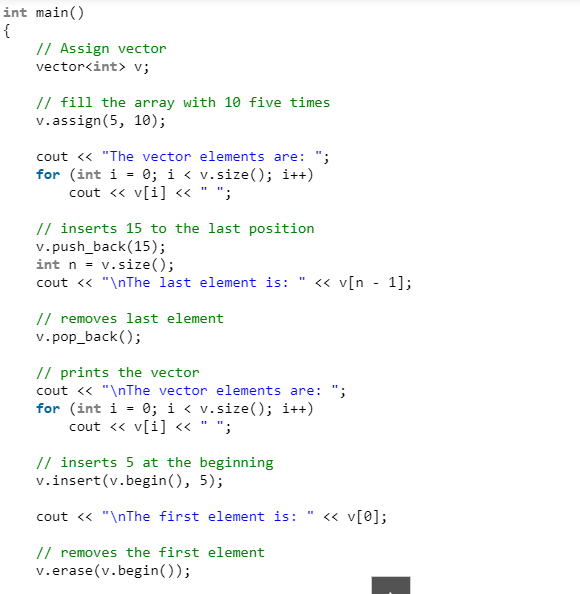 int main()
{
    // Assign vector
    vector<int> v;
    // fill the array with 10 five times
    v.assign(5, 10);
    cout << "The vector elements are: ";
    for (int i = 0; i < v.size(); i++)
        cout << v[i] << " ";
    // inserts 15 to the last position
    v.push_back(15);
    int n = v.size();
    cout << "\nThe last element is: " << v[n - 1];
    // removes last element
    v.pop_back();
    // prints the vector
    cout << "\nThe vector elements are: ";
    for (int i = 0; i < v.size(); i++)
        cout << v[i] << " ";
    // inserts 5 at the beginning
    v.insert(v.begin(), 5);
    cout << "\nThe first element is: " << v[0];
    // removes the first element
    v.erase(v.begin());